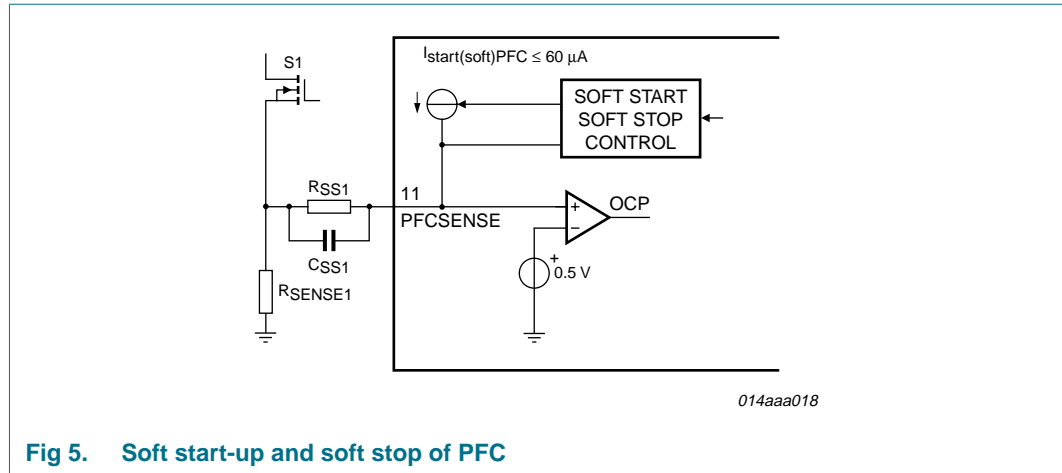 Istart(soft)PFC ≤ 60 μA
S1
SOFT START
SOFT STOP
CONTROL
RSS1
11
PFCSENSE
OCP
+
−
CSS1
+
0.5 V
RSENSE1
014aaa018
Fig 5. Soft start-up and soft stop of PFC